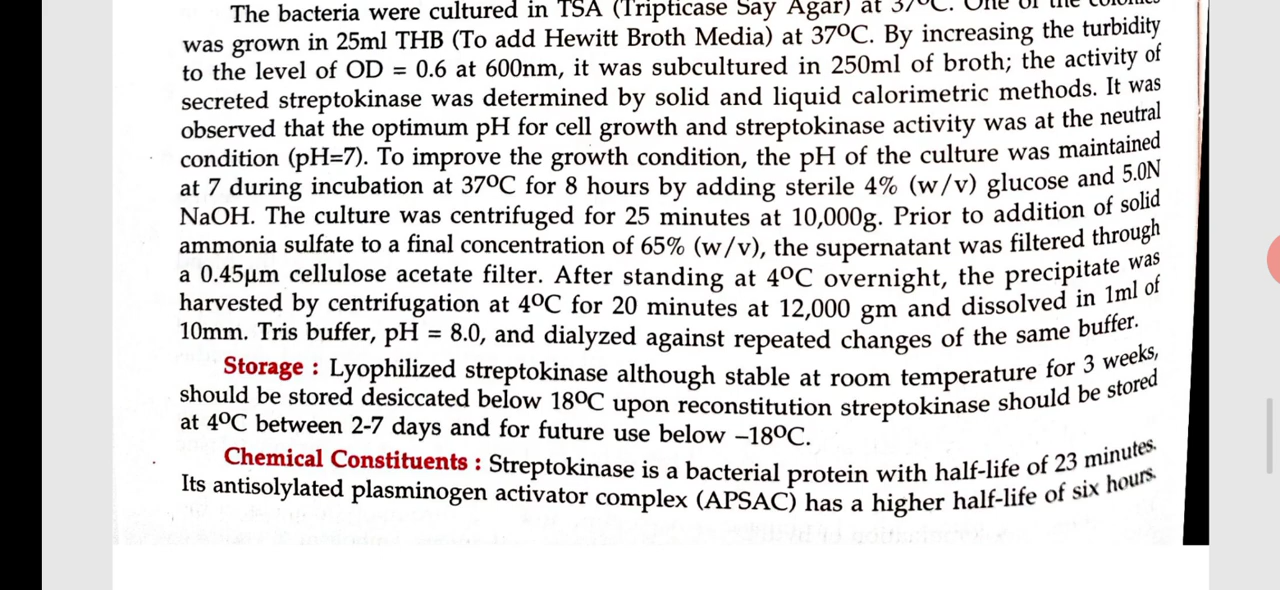 The bacteria were cultured in TSA (Tripticase Say Agar) at 37ºC. One of the colonies
was grown in 25ml THB (To add Hewitt Broth Media) at 37ºC. By increasing the turbidity
to the level of OD = 0.6 at 600nm, it was subcultured in 250ml of broth; the activity of
secreted streptokinase was determined by solid and liquid calorimetric methods. It was
observed that the optimum pH for cell growth and streptokinase activity was at the neutral
condition (pH=7). To improve the growth condition, the pH of the culture was maintained
at 7 during incubation at 37ºC for 8 hours by adding sterile 4% (w/v) glucose and 5.0N
NaOH. The culture was centrifuged for 25 minutes at 10,000g. Prior to addition of solid
ammonia sulfate to a final concentration of 65% (w/v), the supernatant was filtered through
a 0.45µm cellulose acetate filter. After standing at 4ºC overnight, the precipitate was
harvested by centrifugation at 4ºC for 20 minutes at 12,000 gm and dissolved in 1ml of
10mm. Tris buffer, pH = 8.0, and dialyzed against repeated changes of the same buffer.
Storage : Lyophilized streptokinase although stable at room temperature for 3 weeks,
should be stored desiccated below 18ºC upon reconstitution streptokinase should be stored
at 4ºC between 2-7 days and for future use below –18ºC.
Chemical Constituents : Streptokinase is a bacterial protein with half-life of 23 minutes.
Its antisolylated plasminogen activator complex (APSAC) has a higher half-life of six hours.